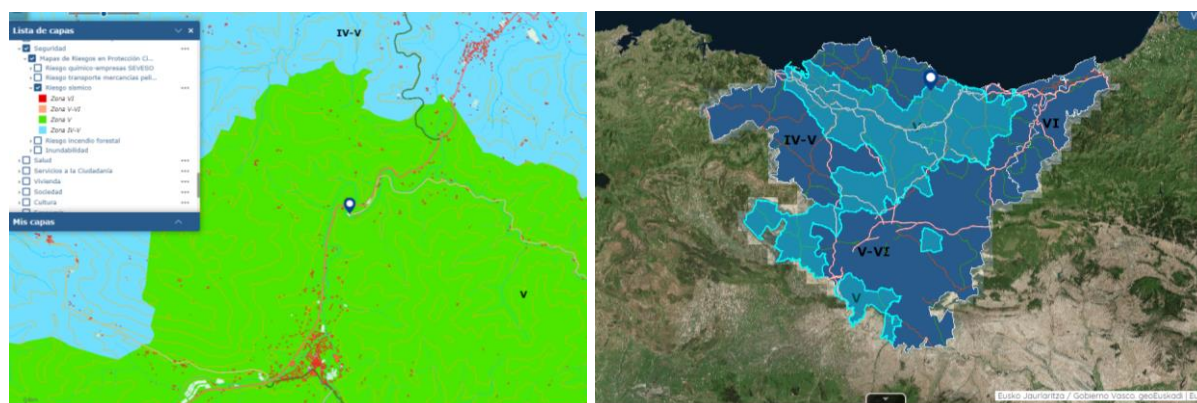 Lista de capas
Seguridad
Mapas de Riesgos en Protección Ci...
Riesgo químico-empresas SEVESO
Riesgo transporte mercancías peli...
Riesgo sísmico
Zona VI
Zona V-VI
Zona V
Zona IV-V
Riesgo incendio forestal
Inundabilidad
Salud
Servicios a la Ciudadanía
Vivienda
Sociedad
Cultura
Mis capas
IV-V
V
IV-V
V
VI
V-VI
V
Eusko Jaurlaritza / Gobierno Vasco, geoEuskadi | E